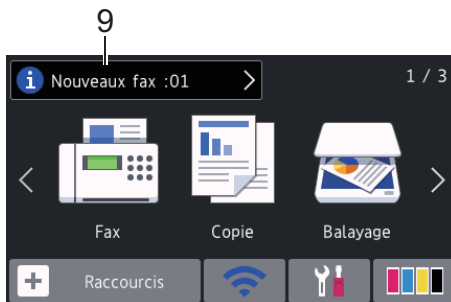 9
Nouveaux fax :01
1 / 3
Fax Copie Balayage
Raccourcis